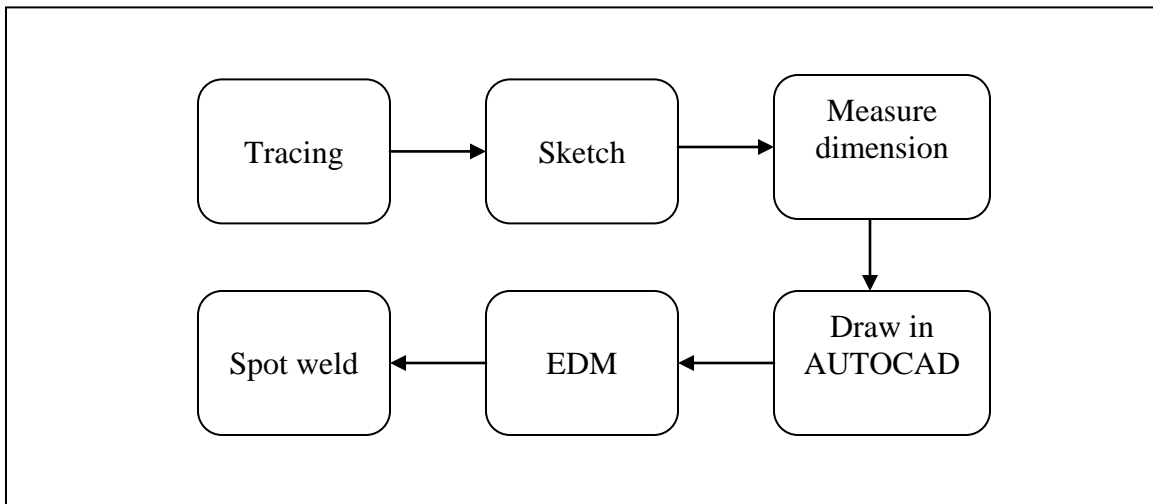 Tracing
Sketch
Measure
dimension
Draw in
AUTOCAD
EDM
Spot weld